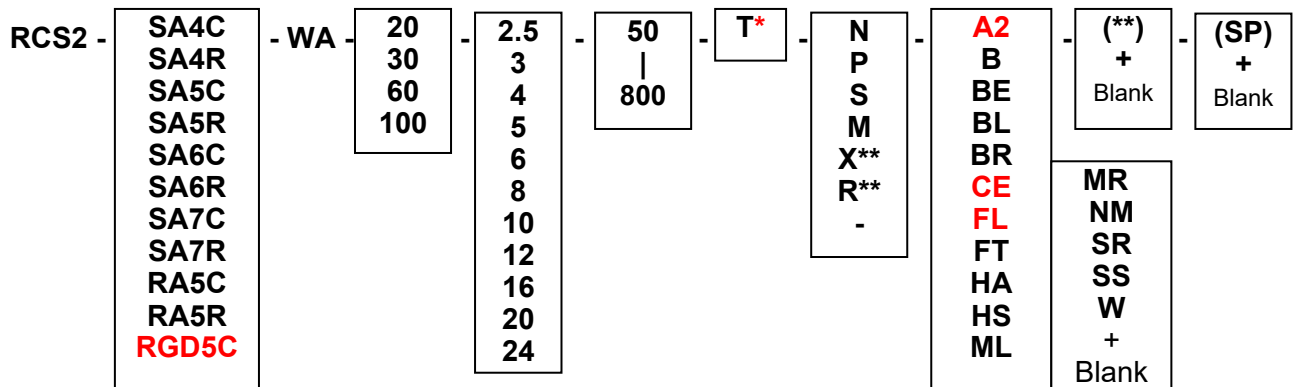 RCS2 - SA4C - WA - 20 - 2.5 - 50 - T* - N - A2 - (**) - (SP)
SA4R 30 3 | P B + +
SA5C 60 4 800 S BE Blank Blank
SA5R 100 5 M BL
SA6C 6 X** BR
SA6R 8 R** CE MR
SA7C 10 - FL NM
SA7R 12 FT SR
RA5C 16 HA SS
RA5R 20 HS W
RGD5C 24 ML +
Blank